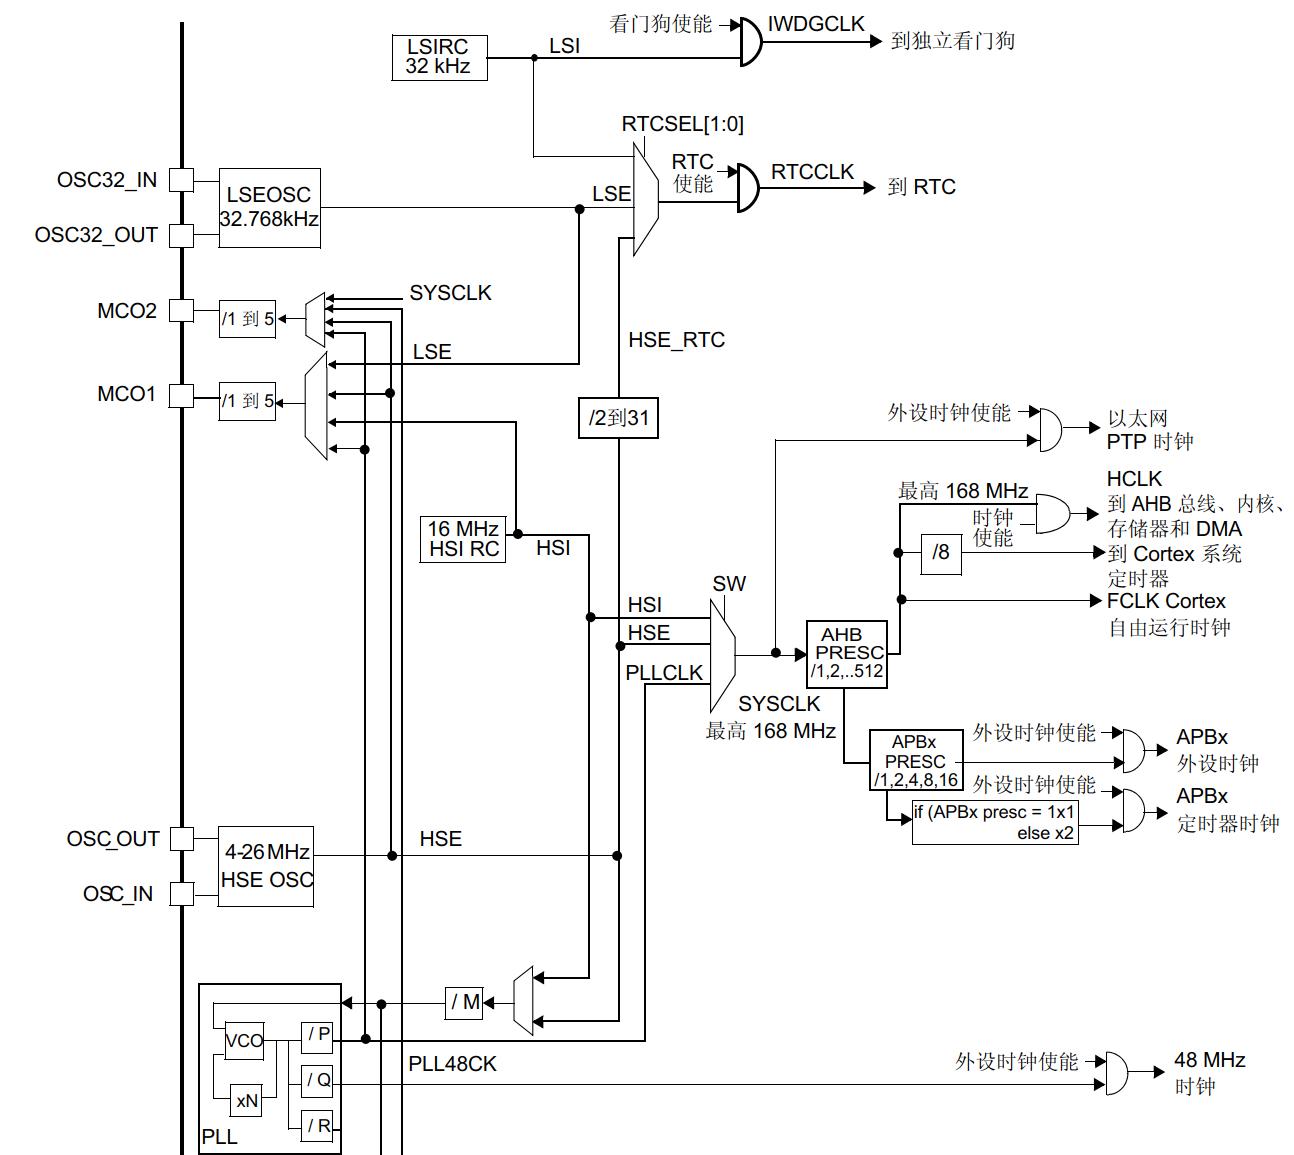 看门狗使能
IWDGCLK
到独立看门狗
LSIRC
32 kHz
LSI
RTCSEL[1:0]
RTC
使能
RTCCLK
到 RTC
OSC32_IN
OSC32_OUT
LSEOSC
32.768kHz
LSE
MCO2
/1 到 5
SYSCLK
MCO1
/1 到 5
LSE
HSE_RTC
/2到31
外设时钟使能
以太网
PTP 时钟
最高 168 MHz
时钟
使能
HCLK
到 AHB 总线、内核、
存储器和 DMA
/8
到 Cortex 系统
定时器
FCLK Cortex
自由运行时钟
16 MHz
HSI RC
HSI
SW
HSI
HSE
PLLCLK
SYSCLK
最高 168 MHz
AHB
PRESC
/1,2,..512
APBx
PRESC
/1,2,4,8,16
外设时钟使能
APBx
外设时钟
外设时钟使能
if (APBx presc = 1x1
else x2
APBx
定时器时钟
OSC_OUT
OSC_IN
4-26 MHz
HSE OSC
HSE
/ M
VCO
xN
/ P
/ Q
/ R
PLL
PLL48CK
外设时钟使能
48 MHz
时钟